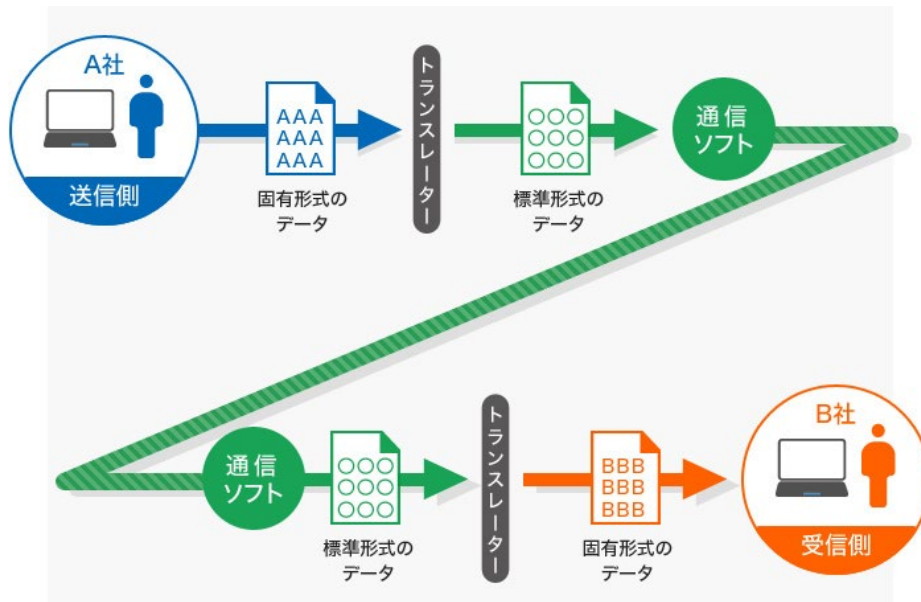 A社
送信側
AAA
AAA
AAA
固有形式の
データ
トランスレーター
○○○
○○○
○○○
標準形式の
データ
通信
ソフト
通信
ソフト
○○○
○○○
○○○
標準形式の
データ
トランスレーター
BBB
BBB
BBB
固有形式の
データ
B社
受信側